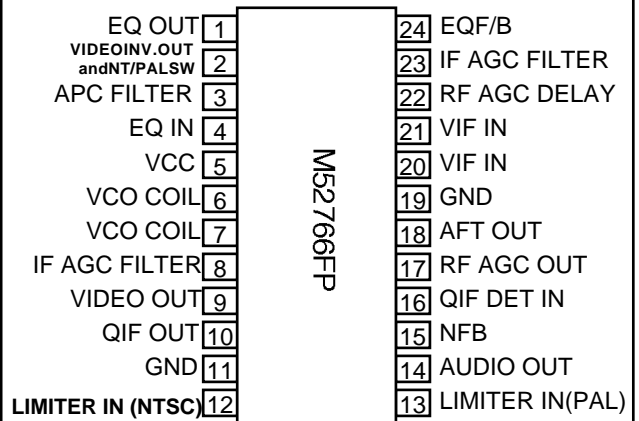 EQ OUT 1
VIDEOINV.OUT
andNT/PALSW 2
APC FILTER 3
EQ IN 4
VCC 5
VCO COIL 6
VCO COIL 7
IF AGC FILTER 8
VIDEO OUT 9
QIF OUT 10
GND 11
LIMITER IN (NTSC) 12
M52766FP
24 EQF/B
23 IF AGC FILTER
22 RF AGC DELAY
21 VIF IN
20 VIF IN
19 GND
18 AFT OUT
17 RF AGC OUT
16 QIF DET IN
15 NFB
14 AUDIO OUT
13 LIMITER IN(PAL)